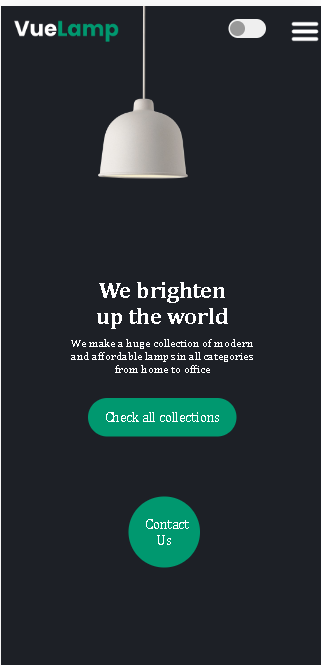 VueLamp
We brighten
up the world
We make a huge collection of modern
and affordable lamps in all categories
from home to office
Check all collections
Contact
Us